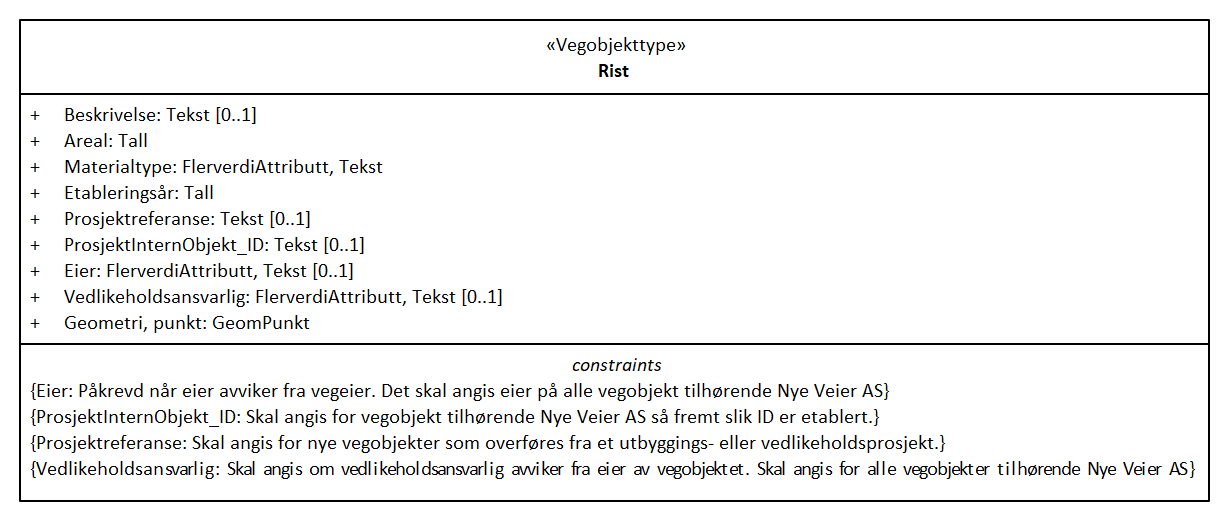 «Vegobjekttype»
Rist
+ Beskrivelse: Tekst [0..1]
+ Areal: Tall
+ Materialtype: FlerverdiAttributt, Tekst
+ Etableringsår: Tall
+ Prosjektreferanse: Tekst [0..1]
+ ProsjektInternObjekt_ID: Tekst [0..1]
+ Eier: FlerverdiAttributt, Tekst [0..1]
+ Vedlikeholdsansvarlig: FlerverdiAttributt, Tekst [0..1]
+ Geometri, punkt: GeomPunkt
constraints
{Eier: Påkrevd når eier avviker fra vegeier. Det skal angis eier på alle vegobjekt tilhørende Nye Veier AS}
{ProsjektInternObjekt_ID: Skal angis for vegobjekt tilhørende Nye Veier AS så fremt slik ID er etablert.}
{Prosjektreferanse: Skal angis for nye vegobjekter som overføres fra et utbyggings- eller vedlikeholdsprosjekt.}
{Vedlikeholdsansvarlig: Skal angis om vedlikeholdsansvarlig avviker fra eier av vegobjektet. Skal angis for alle vegobjekter tilhørende Nye Veier AS}